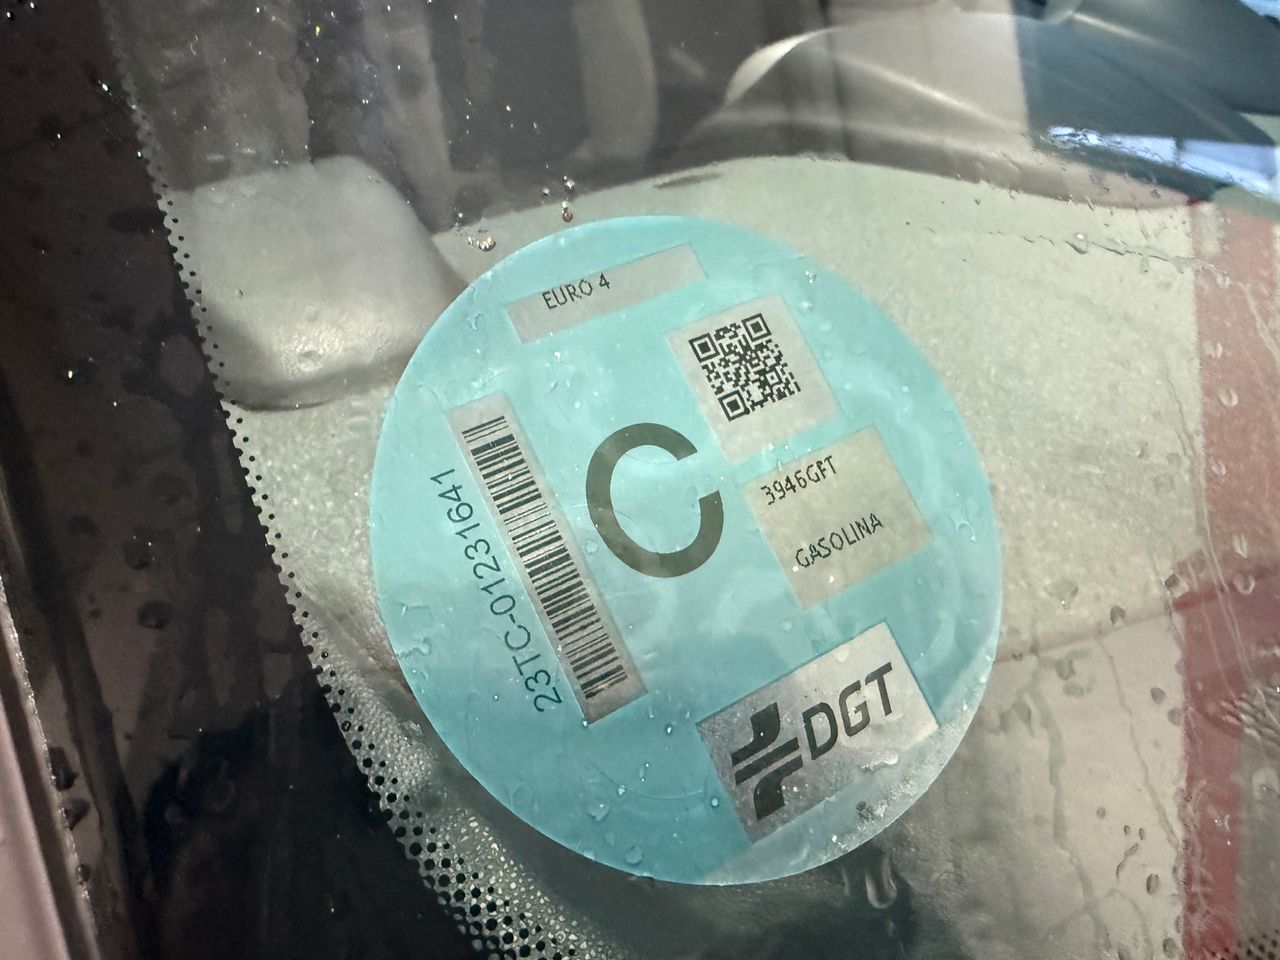 EURO 4
C
3946GFT
GASOLINA
23TC-01231641
DGT